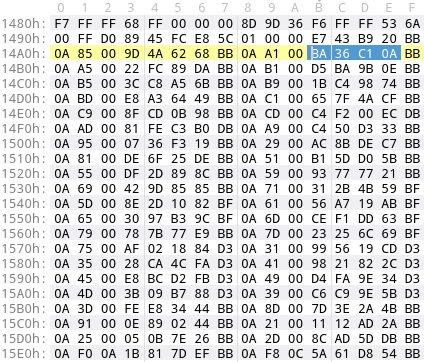 0 1 2 3 4 5 6 7 8 9 A B C D E F
1480h: F7 FF FF 68 FF 00 00 00 8D 9D 36 F6 FF FF 53 6A
1490h: 00 FF D0 89 45 FC E8 5C 01 00 00 E7 43 B9 20 BB
14A0h: 0A 85 00 9D 4A 62 68 BB 0A A1 00 BA 36 C1 0A BB
14B0h: 0A A5 00 22 FC 89 DA BB 0A B1 00 D5 BA 9B 0E BB
14C0h: 0A B5 00 3C C8 A5 6B BB 0A B9 00 1B C4 98 74 BB
14D0h: 0A BD 00 E8 A3 64 49 BB 0A C1 00 65 7F 4A CF BB
14E0h: 0A C9 00 8F CD 0B 98 BB 0A CD 00 C4 F2 00 EC DB
14F0h: 0A AD 00 81 FE C3 B0 DB 0A A9 00 C4 50 D3 33 BB
1500h: 0A 95 00 07 36 F3 19 BB 0A 29 00 AC 8B DE C7 BB
1510h: 0A 81 00 DE 6F 25 DE BB 0A 51 00 B1 5D D0 5B BB
1520h: 0A 55 00 DF 2D 89 8C BB 0A 59 00 93 77 77 21 BB
1530h: 0A 69 00 42 9D 85 85 BB 0A 71 00 31 2B 4B 59 BF
1540h: 0A 5D 00 8E 2D 10 82 BF 0A 61 00 56 A7 19 AB BF
1550h: 0A 65 00 30 97 B3 9C BF 0A 6D 00 CE F1 DD 63 BF
1560h: 0A 79 00 78 7B 77 E9 BB 0A 7D 00 23 25 6C 69 BF
1570h: 0A 75 00 AF 02 18 84 D3 0A 31 00 99 56 19 CD D3
1580h: 0A 35 00 28 CA 4C FA D3 0A 41 00 98 21 82 2C D3
1590h: 0A 45 00 E8 BC D2 FB D3 0A 49 00 D4 FA 9E 34 D3
15A0h: 0A 4D 00 3B 09 B7 88 D3 0A 39 00 C6 C9 9E 5B D3
15B0h: 0A 3D 00 FE E8 34 44 BB 0A 8D 00 7D 3E 2A 4B BB
15C0h: 0A 91 00 0E 89 02 44 BB 0A 21 00 11 12 AD 2A BB
15D0h: 0A 25 00 05 0B 7E 26 BB 0A 2D 00 8C AD 5D DB BB
15E0h: 0A F0 0A 1B 81 7D EF BB 0A F8 0C 5A 61 D8 54 BB